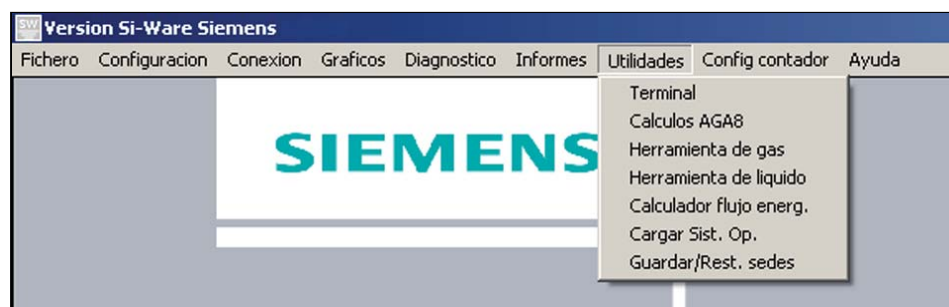 SW Version Si-Ware Siemens
Fichero Configuracion Conexion Graficos Diagnostico Informes Utilidades Config contador Ayuda
Terminal
Calculos AGA8
Herramienta de gas
Herramienta de liquido
Calculador flujo energ.
Cargar Sist. Op.
Guardar/Rest. sedes
SIEMENS